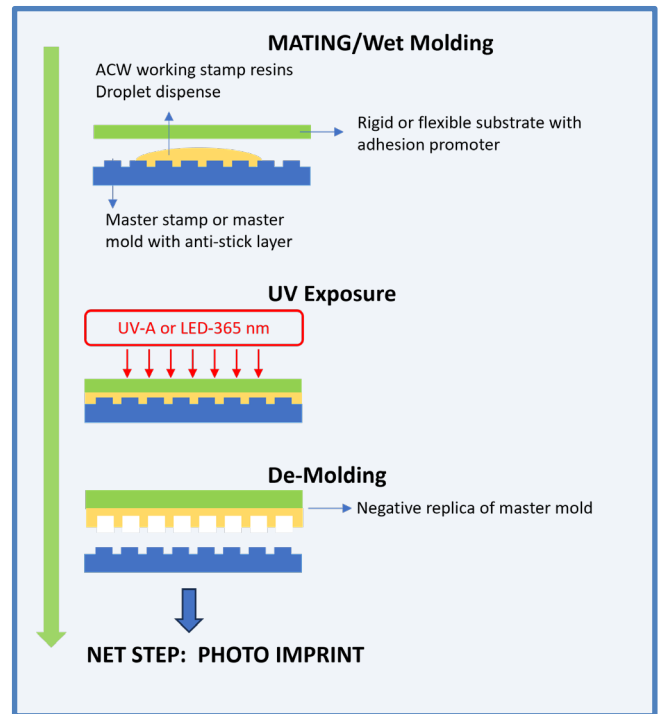 MATING/Wet Molding
ACW working stamp resins
Droplet dispense
Rigid or flexible substrate with
adhesion promoter
Master stamp or master
mold with anti-stick layer
UV Exposure
UV-A or LED-365 nm
De-Molding
Negative replica of master mold
NET STEP: PHOTO IMPRINT